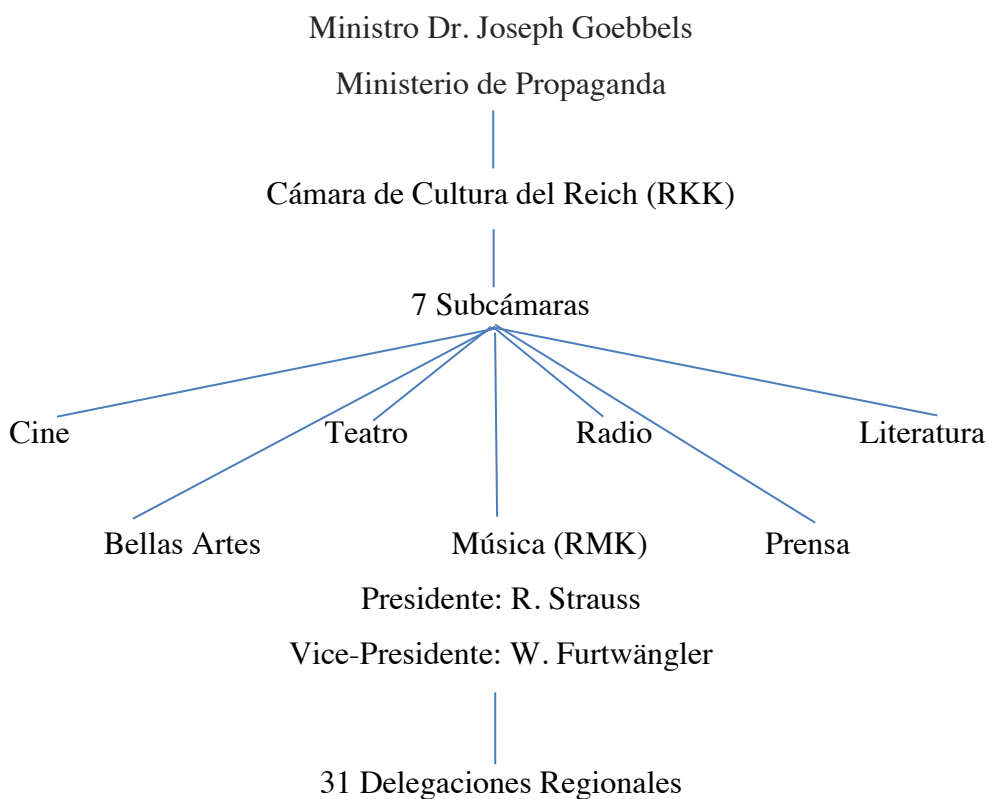 Ministro Dr. Joseph Goebbels
Ministerio de Propaganda
Cámara de Cultura del Reich (RKK)
7 Subcámaras
Cine Teatro Radio Literatura
Bellas Artes Música (RMK) Prensa
Presidente: R. Strauss
Vice-Presidente: W. Furtwängler
31 Delegaciones Regionales